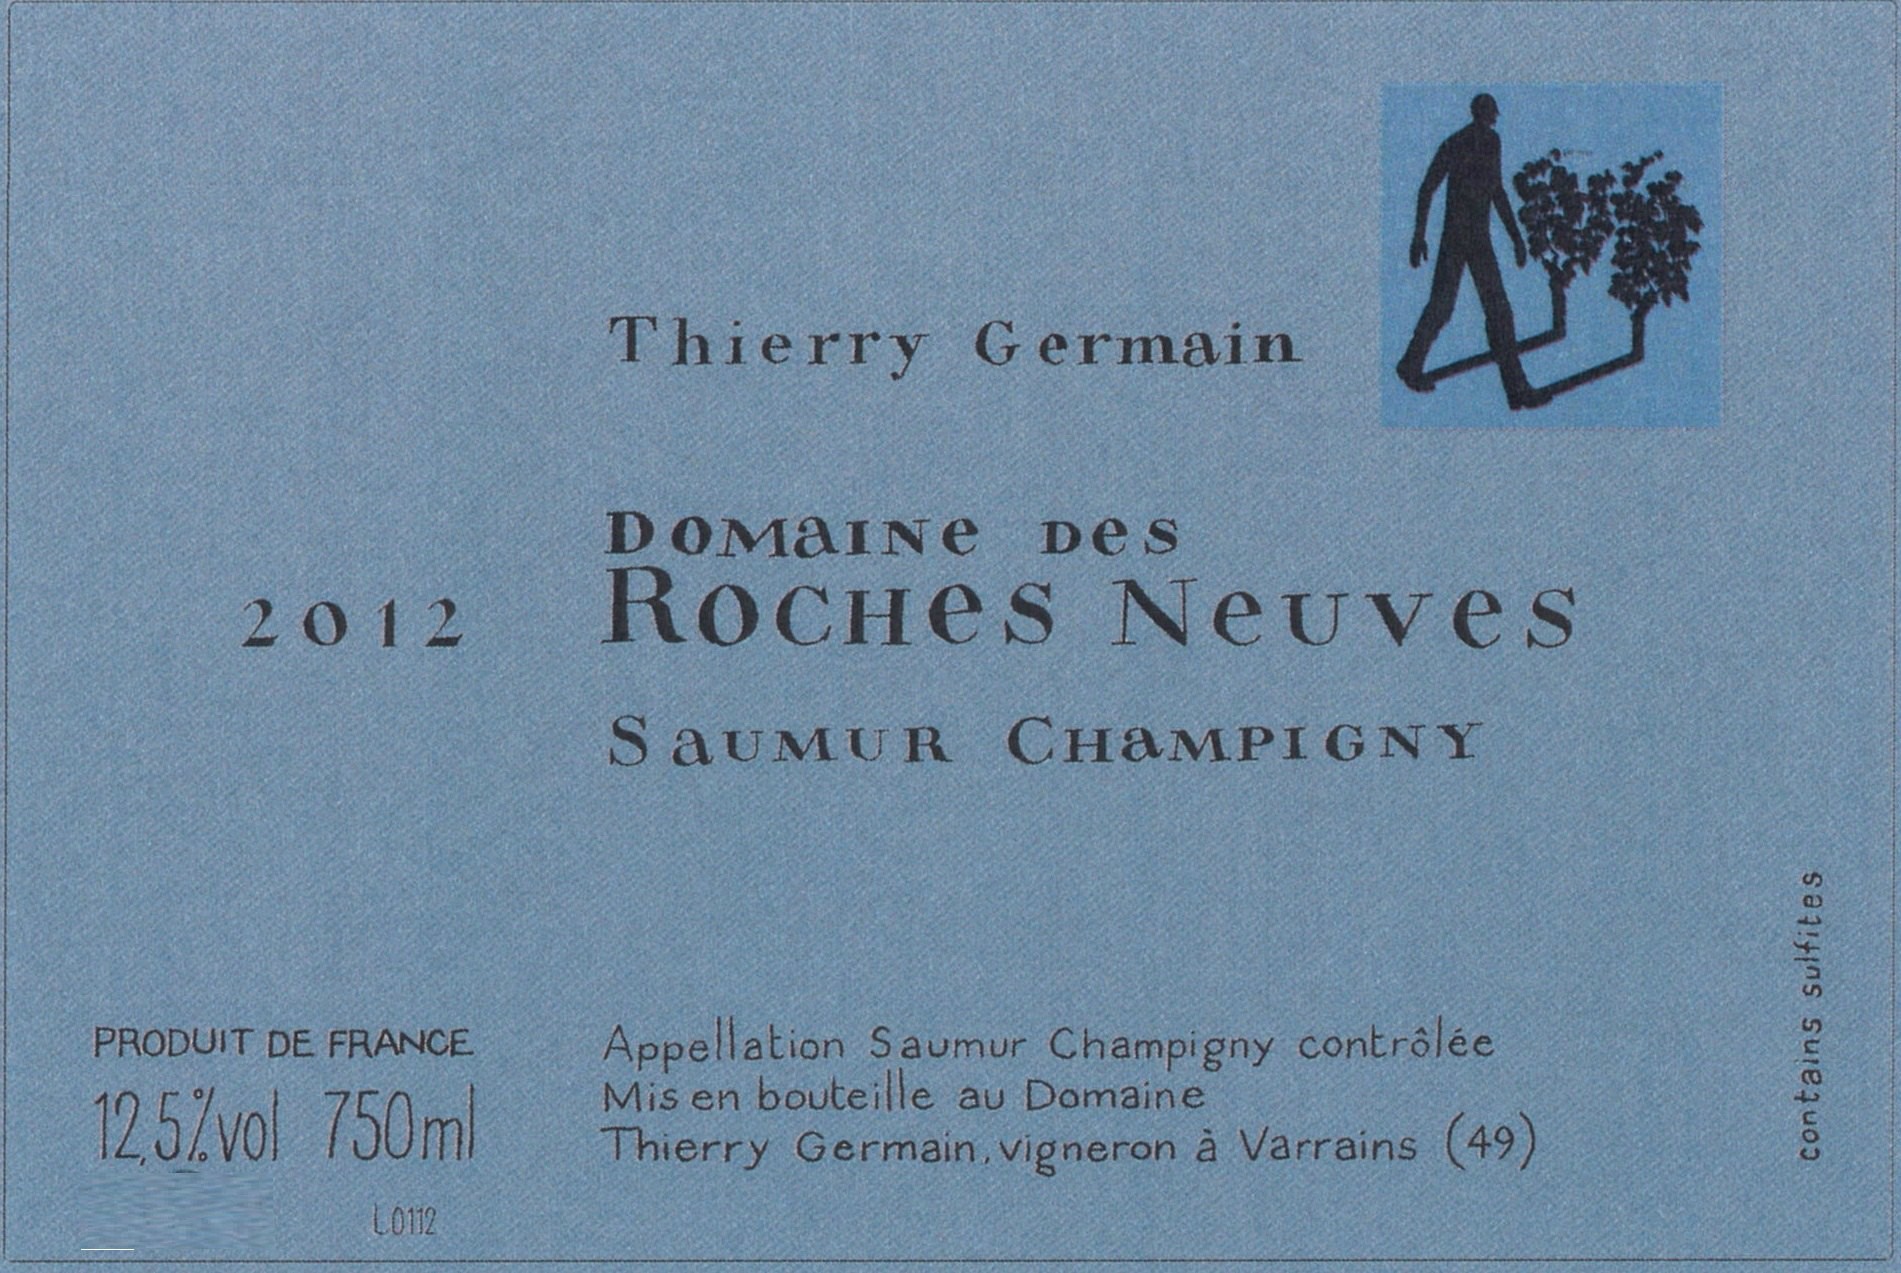 Thierry Germain
Domaine des
2012 Roches Neuves
Saumur Champigny
PRODUIT DE FRANCE
12,5%vol 750ml
L0112
Appellation Saumur Champigny contrôlée
Mis en bouteille au Domaine
Thierry Germain, vigneron à Varrains (49)
contains sulfites